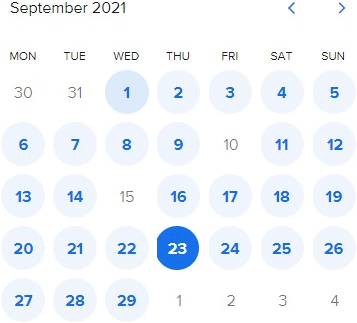 September 2021
MON TUE WED THU FRI SAT SUN
30 31 1 2 3 4 5
6 7 8 9 10 11 12
13 14 15 16 17 18 19
20 21 22 23 24 25 26
27 28 29 1 2 3 4